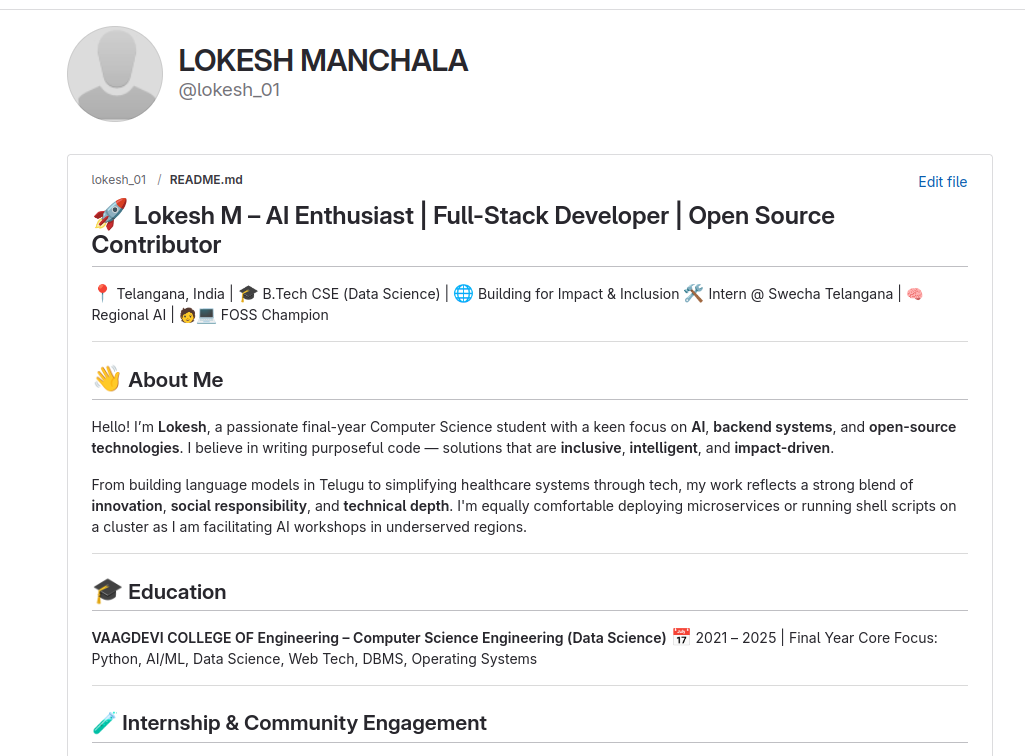 LOKESH MANCHALA
@lokesh_01
lokesh_01 / README.md
Edit file
🚀 Lokesh M – AI Enthusiast | Full-Stack Developer | Open Source
Contributor
📍 Telangana, India | 🎓 B.Tech CSE (Data Science) | 🌐 Building for Impact & Inclusion 🛠️ Intern @ Swecha Telangana | 🧠
Regional AI | 🧑💻 FOSS Champion
👋 About Me
Hello! I’m Lokesh, a passionate final-year Computer Science student with a keen focus on AI, backend systems, and open-source
technologies. I believe in writing purposeful code — solutions that are inclusive, intelligent, and impact-driven.
From building language models in Telugu to simplifying healthcare systems through tech, my work reflects a strong blend of
innovation, social responsibility, and technical depth. I'm equally comfortable deploying microservices or running shell scripts on
a cluster as I am facilitating AI workshops in underserved regions.
🎓 Education
VAAGDEVI COLLEGE OF Engineering – Computer Science Engineering (Data Science) 📅 2021 – 2025 | Final Year Core Focus:
Python, AI/ML, Data Science, Web Tech, DBMS, Operating Systems
🧪 Internship & Community Engagement